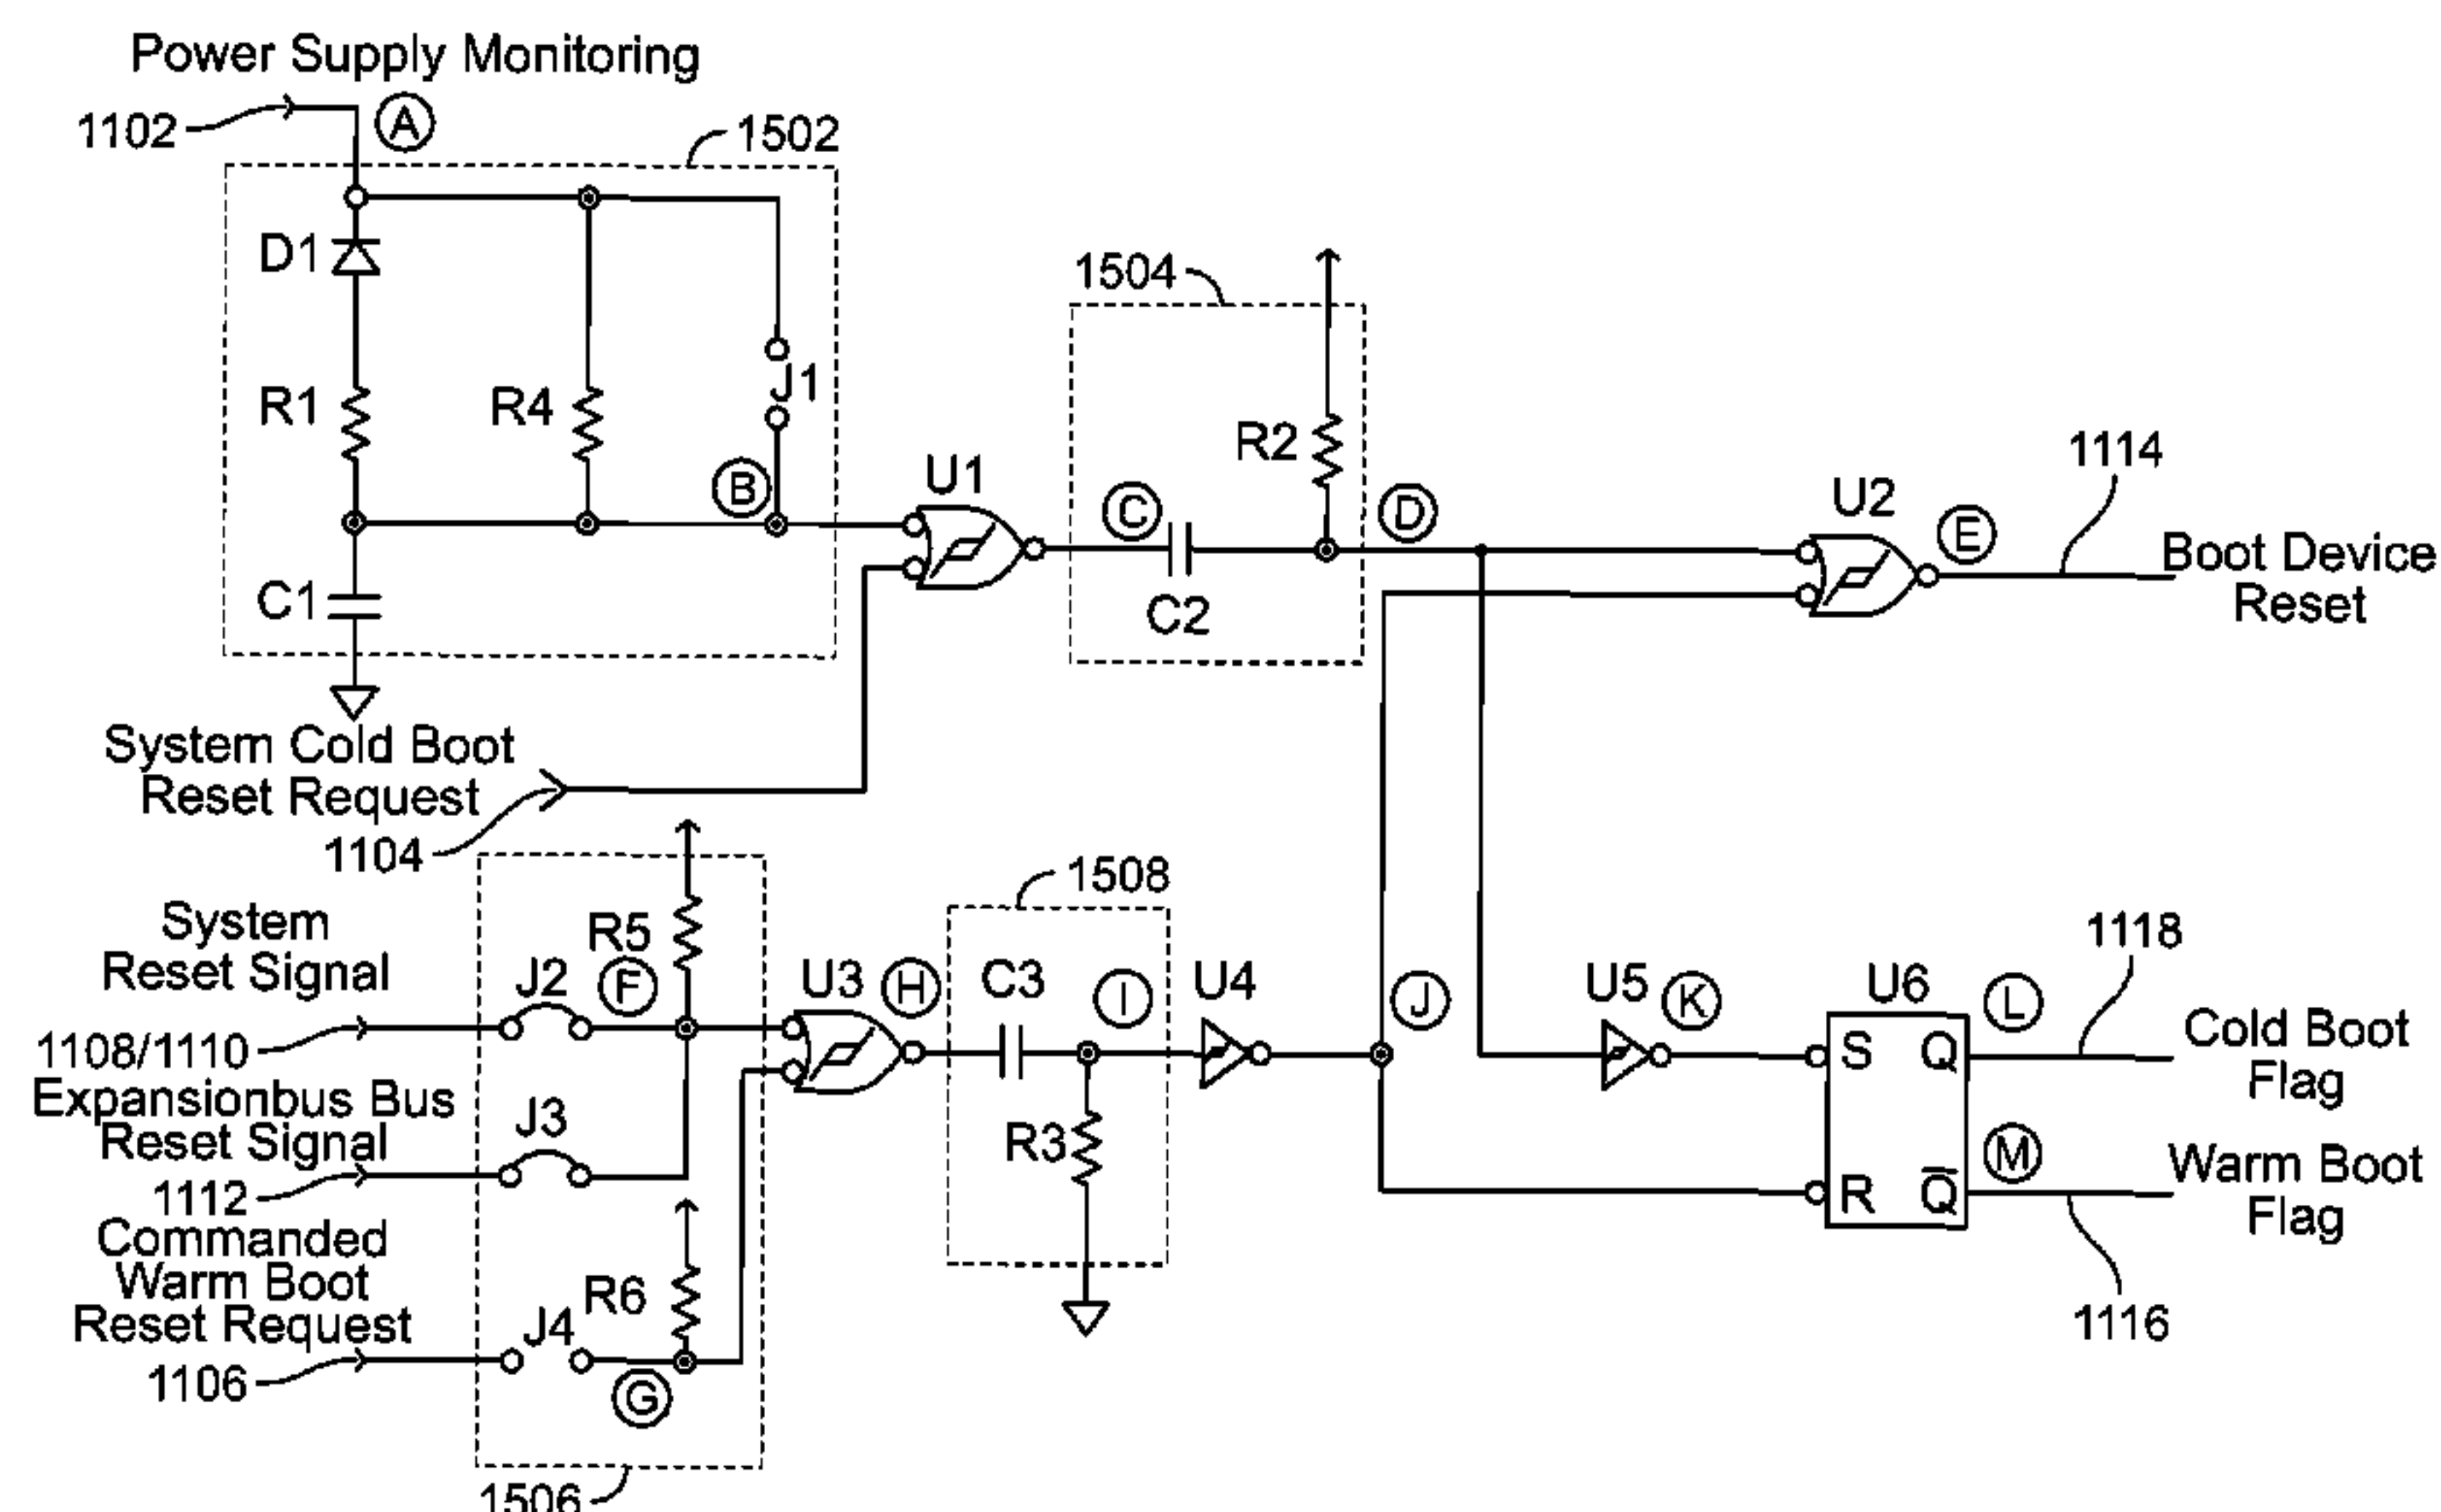 Power Supply Monitoring
1102
A
1502
D1
R1
R4
J1
B
C1
U1
1504
R2
C
C2
D
U2
E
1114
Boot Device
Reset
System Cold Boot
Reset Request
1104
System
Reset Signal
1108/1110
Expansionbus Bus
Reset Signal
1112
Commanded
Warm Boot
Reset Request
1106
R5
J2
F
J3
R6
J4
G
1506
U3
H
1508
C3
I
R3
U4
J
U5
K
U6
S
Q
R
Q̅
L
M
1118
Cold Boot
Flag
Warm Boot
Flag
1116